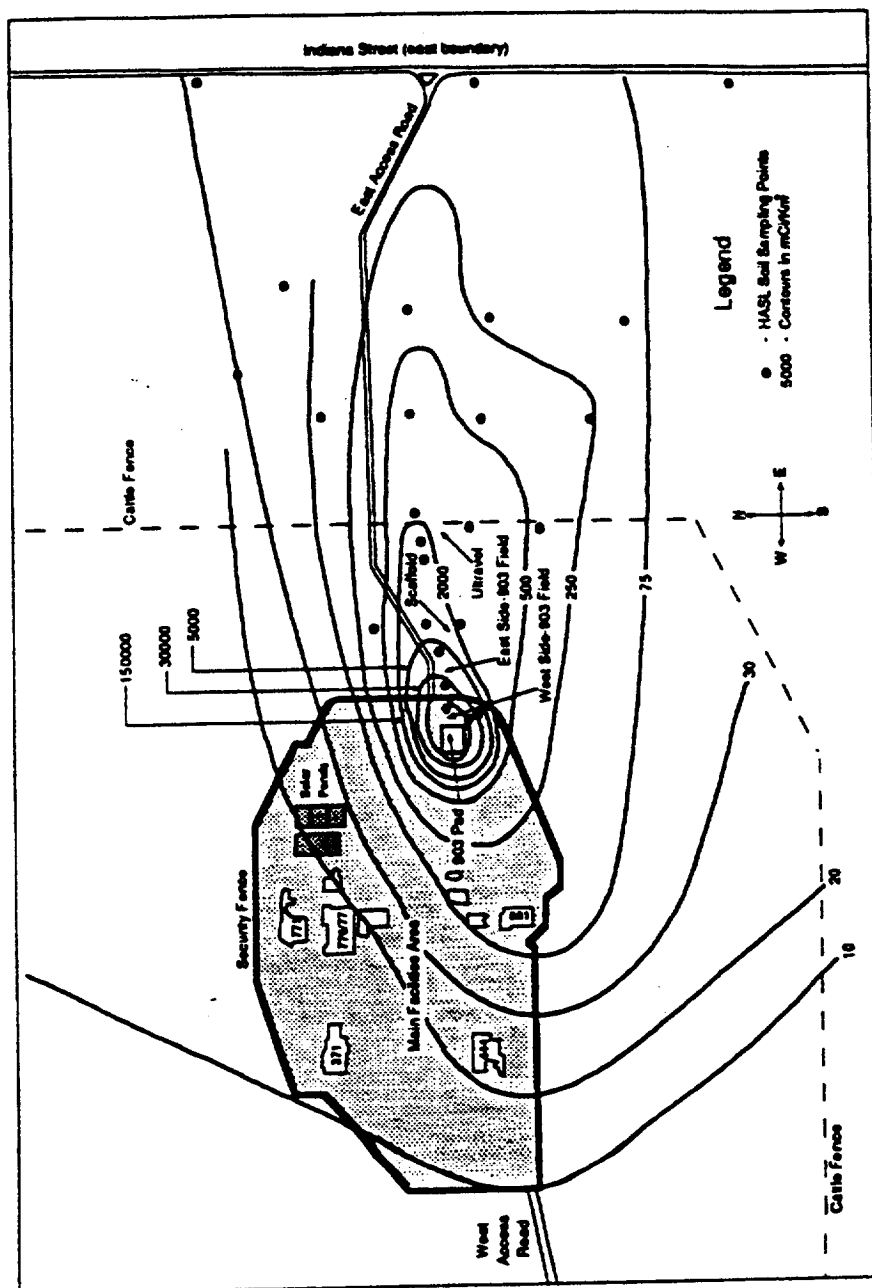 Indiana Street (east boundary)
East Access Road
Cattle Fence
Legend
● - HASL Soil Sampling Points
5000 - Contours in mCi/Km²
N
W
E
S
150000
30000
5000
Scaffold
2000
Ultravel
East Side-903 Field
West Side-903 Field
500
250
75
30
20
10
Security Fence
Solar
Ponds
903 Pad
Main Facilities Area
771
776/77
371
881
444
West
Access
Road
Cattle Fence